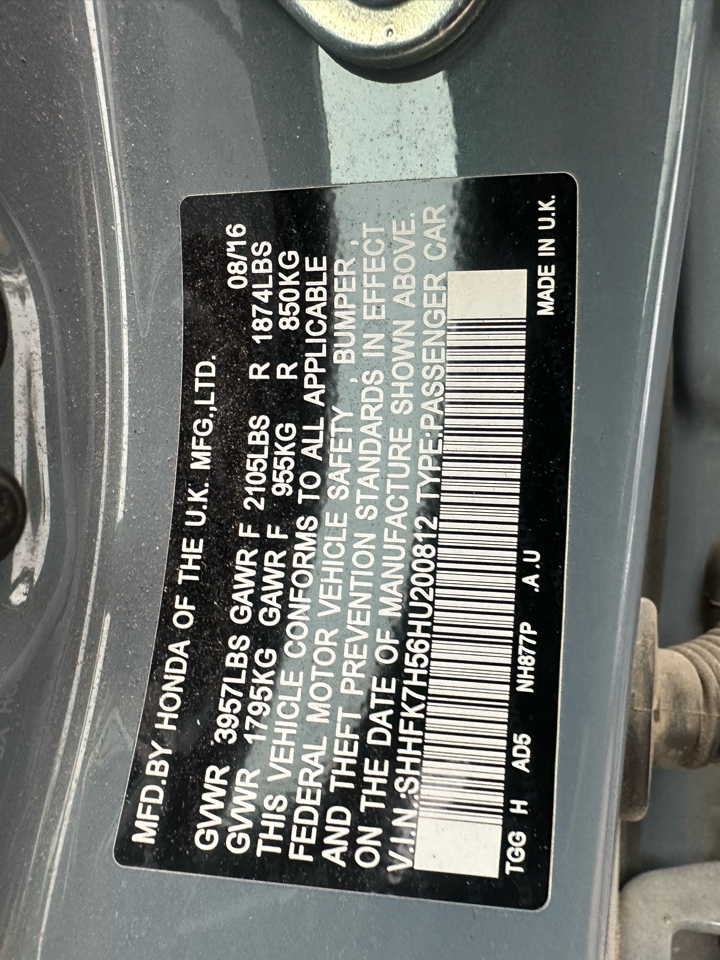 MFD.BY HONDA OF THE U.K. MFG.,LTD. 08/16
GVWR 3957LBS GAWR F 2105LBS R 1874LBS
GVWR 1795KG GAWR F 955KG R 850KG
THIS VEHICLE CONFORMS TO ALL APPLICABLE
FEDERAL MOTOR VEHICLE SAFETY , BUMPER ,
AND THEFT PREVENTION STANDARDS IN EFFECT
ON THE DATE OF MANUFACTURE SHOWN ABOVE.
V.I.N.:SHHFK7H56HU200812 TYPE:PASSENGER CAR
TGG H AD5 NH877P .A .U MADE IN U.K.